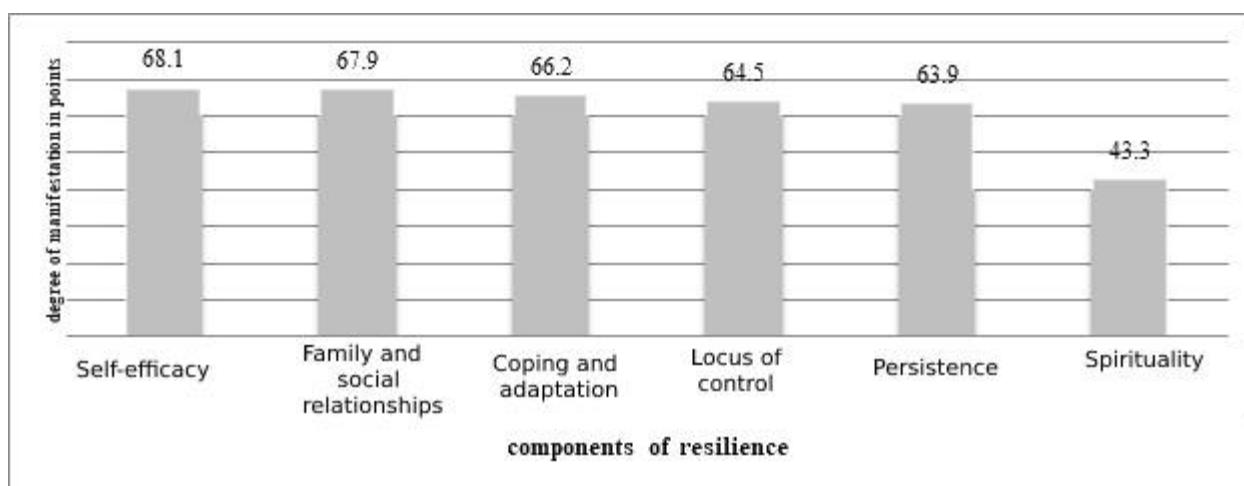 degree of manifestation in points
68.1
67.9
66.2
64.5
63.9
43.3
Self-efficacy
Family and
social
relationships
Coping and
adaptation
Locus of
control
Persistence
Spirituality
components of resilience